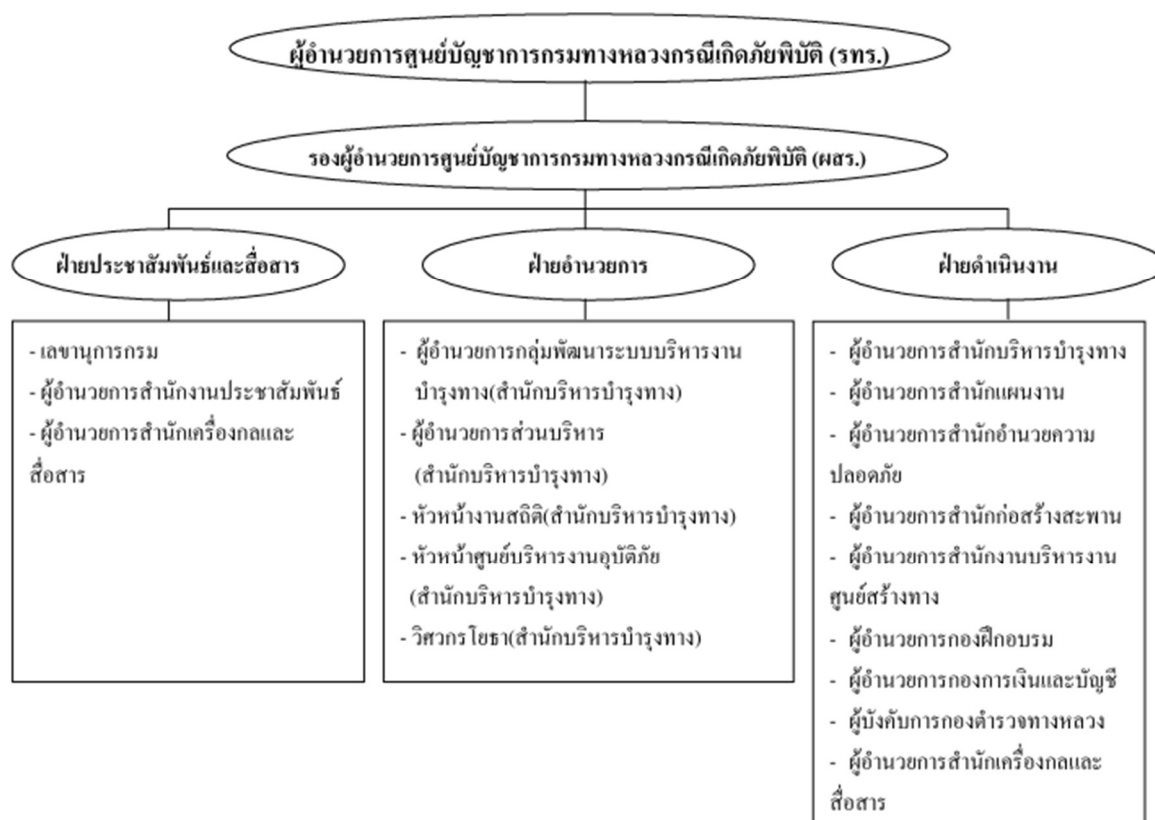 ผู้อำนวยการศูนย์บัญชาการกรมทางหลวงกรณีเกิดภัยพิบัติ (รทร.)
รองผู้อำนวยการศูนย์บัญชาการกรมทางหลวงกรณีเกิดภัยพิบัติ (ผสร.)
ฝ่ายประชาสัมพันธ์และสื่อสาร
- เลขานุการกรม
- ผู้อำนวยการสำนักงานประชาสัมพันธ์
- ผู้อำนวยการสำนักเครื่องกลและ
สื่อสาร
ฝ่ายอำนวยการ
- ผู้อำนวยการกลุ่มพัฒนาระบบบริหารงาน
บำรุงทาง(สำนักบริหารบำรุงทาง)
- ผู้อำนวยการส่วนบริหาร
(สำนักบริหารบำรุงทาง)
- หัวหน้างานสถิติ(สำนักบริหารบำรุงทาง)
- หัวหน้าศูนย์บริหารงานอุบัติภัย
(สำนักบริหารบำรุงทาง)
- วิศวกรโยธา(สำนักบริหารบำรุงทาง)
ฝ่ายดำเนินงาน
- ผู้อำนวยการสำนักบริหารบำรุงทาง
- ผู้อำนวยการสำนักแผนงาน
- ผู้อำนวยการสำนักอำนวยความ
ปลอดภัย
- ผู้อำนวยการสำนักก่อสร้างสะพาน
- ผู้อำนวยการสำนักงานบริหารงาน
ศูนย์สร้างทาง
- ผู้อำนวยการกองฝึกอบรม
- ผู้อำนวยการกองการเงินและบัญชี
- ผู้บังคับการกองตำรวจทางหลวง
- ผู้อำนวยการสำนักเครื่องกลและ
สื่อสาร